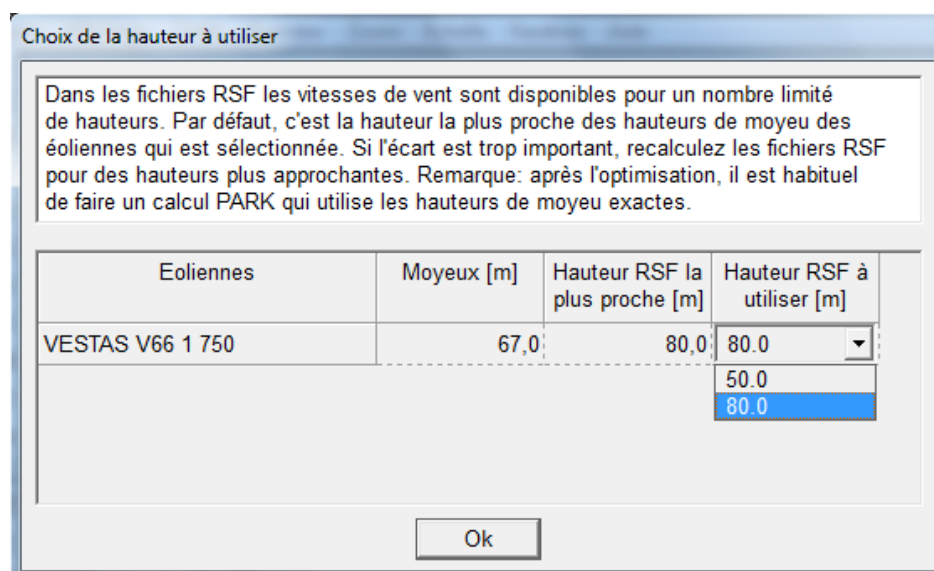 Choix de la hauteur à utiliser
Dans les fichiers RSF les vitesses de vent sont disponibles pour un nombre limité
de hauteurs. Par défaut, c'est la hauteur la plus proche des hauteurs de moyeu des
éoliennes qui est sélectionnée. Si l'écart est trop important, recalculez les fichiers RSF
pour des hauteurs plus approchantes. Remarque: après l'optimisation, il est habituel
de faire un calcul PARK qui utilise les hauteurs de moyeu exactes.
Eoliennes Moyeux [m] Hauteur RSF la Hauteur RSF à
plus proche [m] utiliser [m]
VESTAS V66 1 750 67,0 80,0 80.0
50.0
80.0
Ok